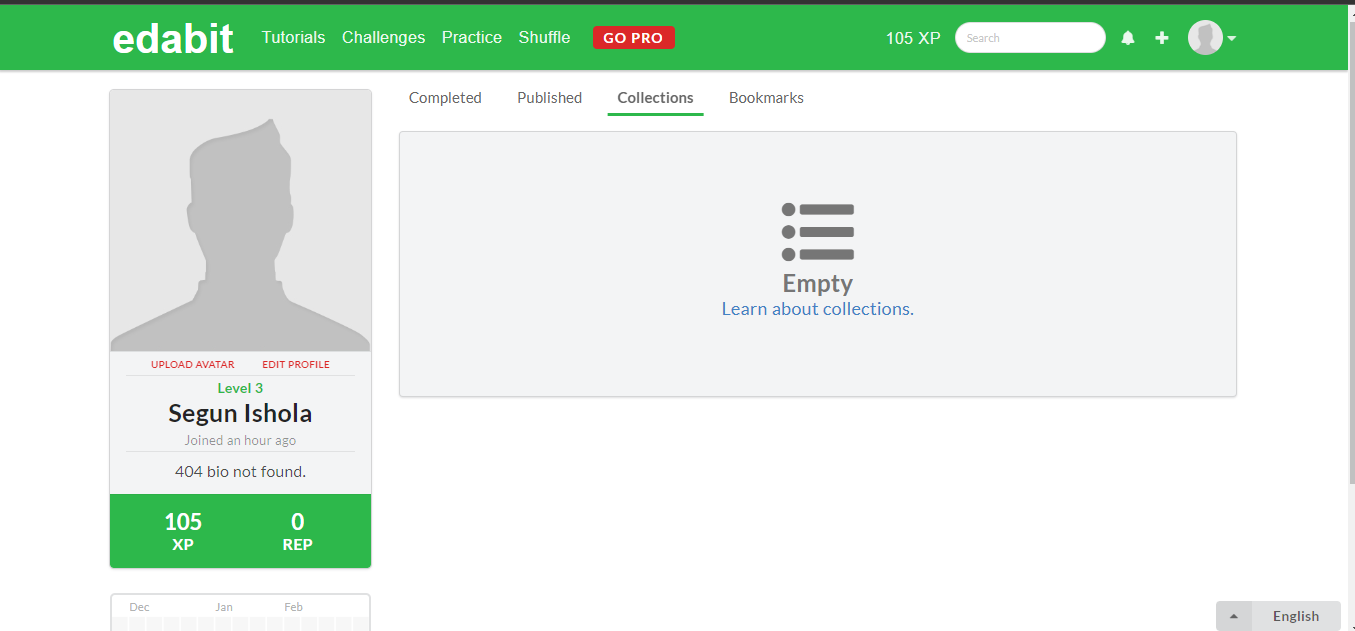 edabit Tutorials Challenges Practice Shuffle GO PRO 105 XP Search
Completed Published Collections Bookmarks
Empty
Learn about collections.
UPLOAD AVATAR EDIT PROFILE
Level 3
Segun Ishola
Joined an hour ago
404 bio not found.
105 0
XP REP
Dec Jan Feb
English